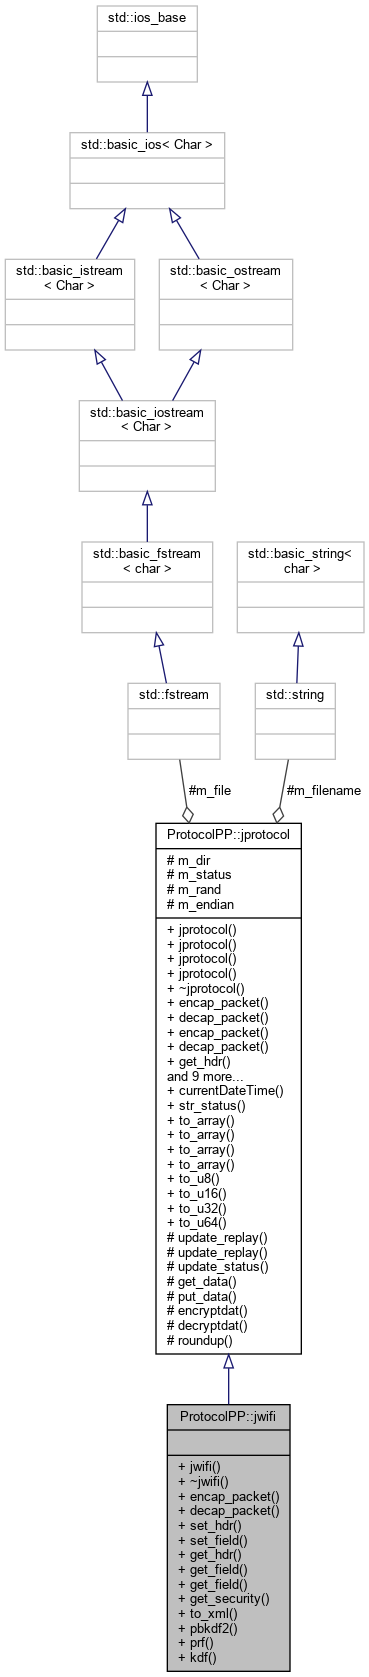 std::ios_base
std::basic_ios< Char >
std::basic_istream
< Char >
std::basic_ostream
< Char >
std::basic_iostream
< Char >
std::basic_fstream
< char >
std::basic_string<
char >
std::fstream
std::string
#m_file
#m_filename
ProtocolPP::jprotocol
# m_dir
# m_status
# m_rand
# m_endian
+ jprotocol()
+ jprotocol()
+ jprotocol()
+ jprotocol()
+ ~jprotocol()
+ encap_packet()
+ decap_packet()
+ encap_packet()
+ decap_packet()
+ get_hdr()
and 9 more...
+ currentDateTime()
+ str_status()
+ to_array()
+ to_array()
+ to_array()
+ to_array()
+ to_u8()
+ to_u16()
+ to_u32()
+ to_u64()
# update_replay()
# update_replay()
# update_status()
# get_data()
# put_data()
# encryptdat()
# decryptdat()
# roundup()
ProtocolPP::jwifi
+ jwifi()
+ ~jwifi()
+ encap_packet()
+ decap_packet()
+ set_hdr()
+ set_field()
+ get_hdr()
+ get_field()
+ get_field()
+ get_security()
+ to_xml()
+ pbkdf2()
+ prf()
+ kdf()